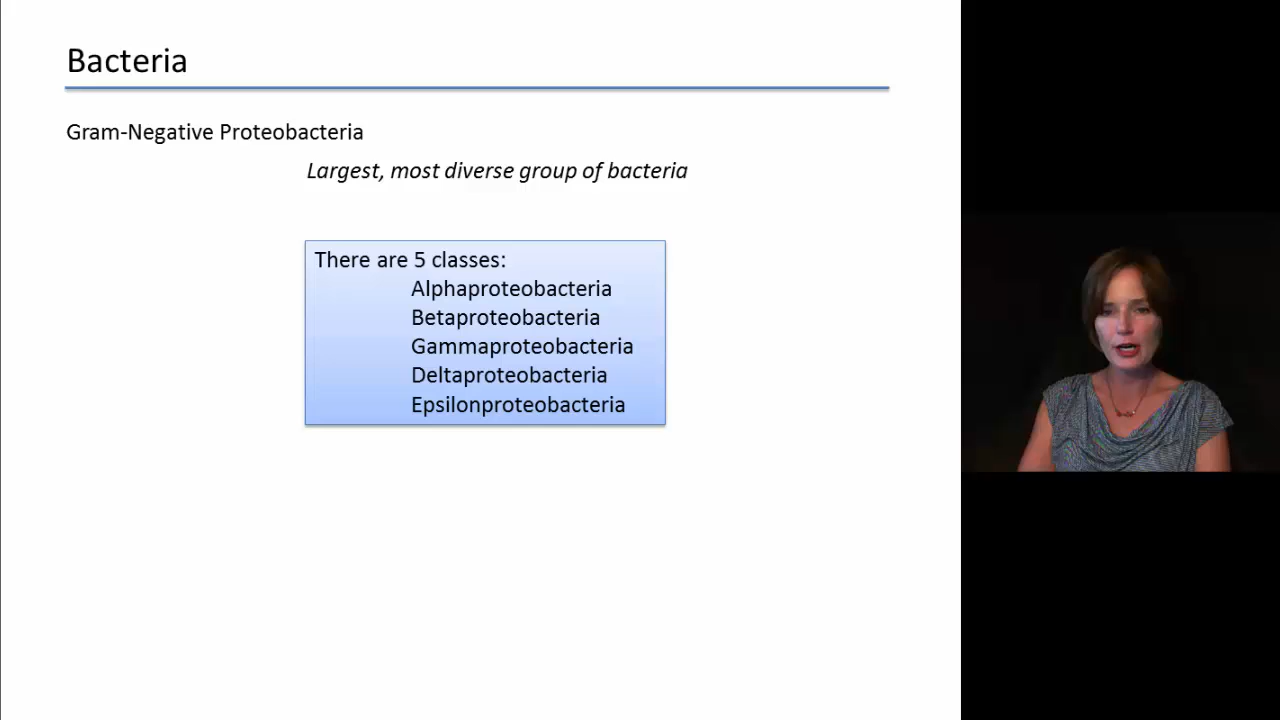 Bacteria
Gram-Negative Proteobacteria
Largest, most diverse group of bacteria
There are 5 classes:
Alphaproteobacteria
Betaproteobacteria
Gammaproteobacteria
Deltaproteobacteria
Epsilonproteobacteria